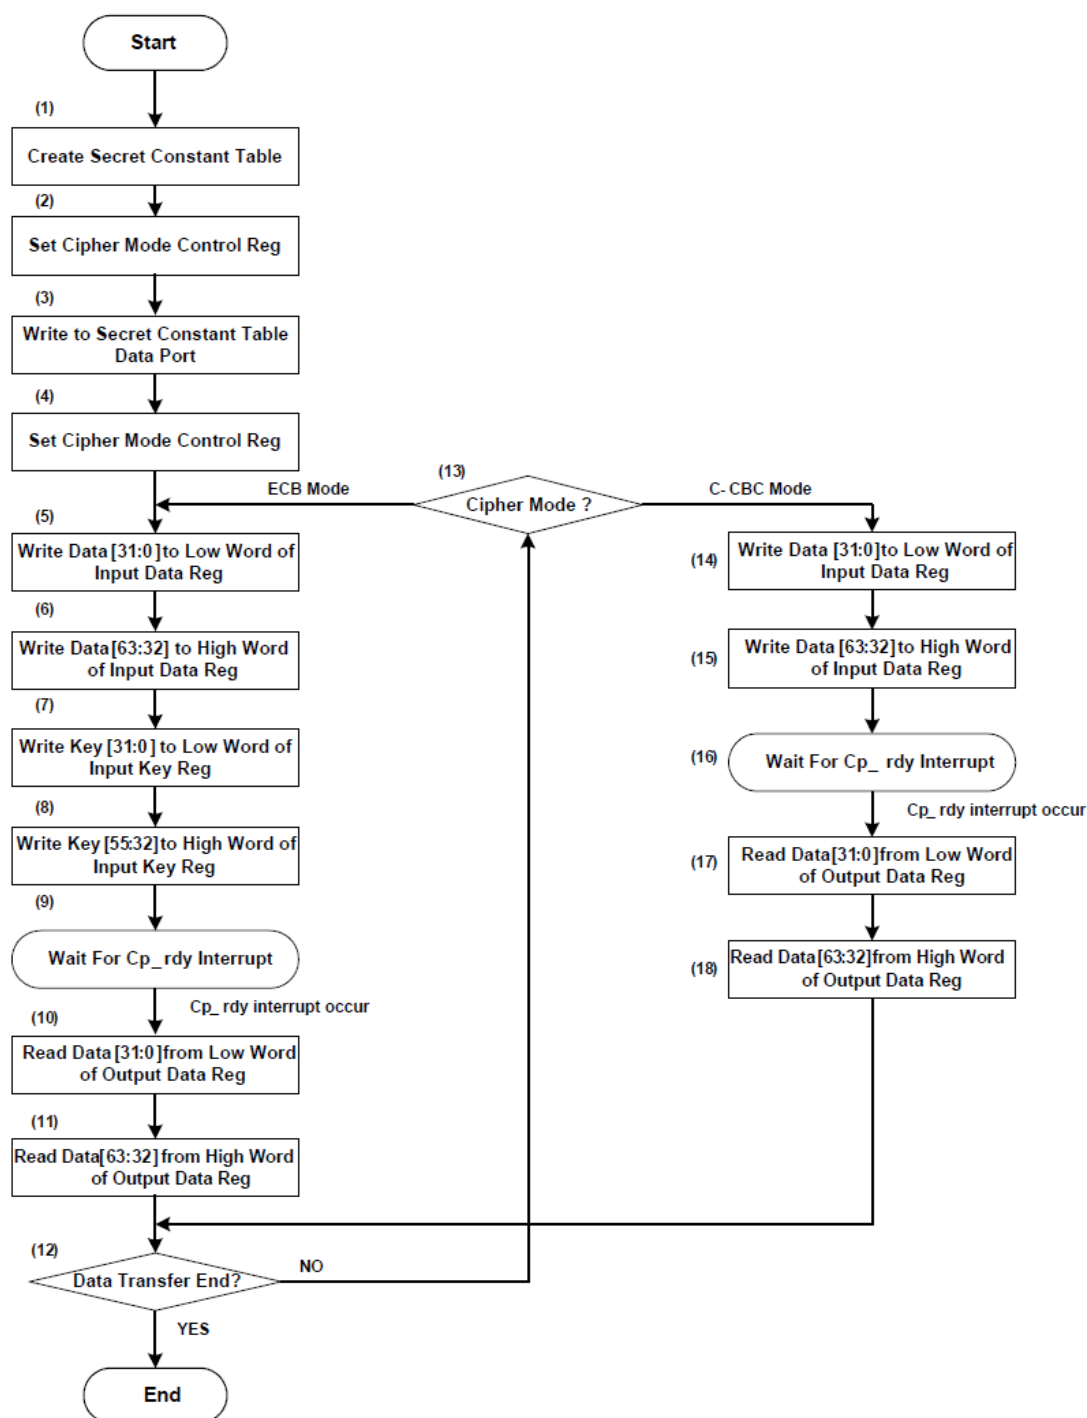 Start
(1)
Create Secret Constant Table
(2)
Set Cipher Mode Control Reg
(3)
Write to Secret Constant Table
Data Port
(4)
Set Cipher Mode Control Reg
(13)
Cipher Mode ?
ECB Mode
C- CBC Mode
(5)
Write Data [31:0]to Low Word of
Input Data Reg
(6)
Write Data[63:32] to High Word
of Input Data Reg
(7)
Write Key [31:0] to Low Word of
Input Key Reg
(8)
Write Key [55:32]to High Word of
Input Key Reg
(9)
Wait For Cp_rdy Interrupt
Cp_ rdy interrupt occur
(10)
Read Data[31:0]from Low Word
of Output Data Reg
(11)
Read Data[63:32]from High Word
of Output Data Reg
(12)
Data Transfer End?
NO
YES
End
(14)
Write Data [31:0]to Low Word of
Input Data Reg
(15)
Write Data [63:32]to High Word
of Input Data Reg
(16)
Wait For Cp_ rdy Interrupt
Cp_ rdy interrupt occur
(17)
Read Data[31:0]from Low Word
of Output Data Reg
(18)
Read Data[63:32]from High Word
of Output Data Reg